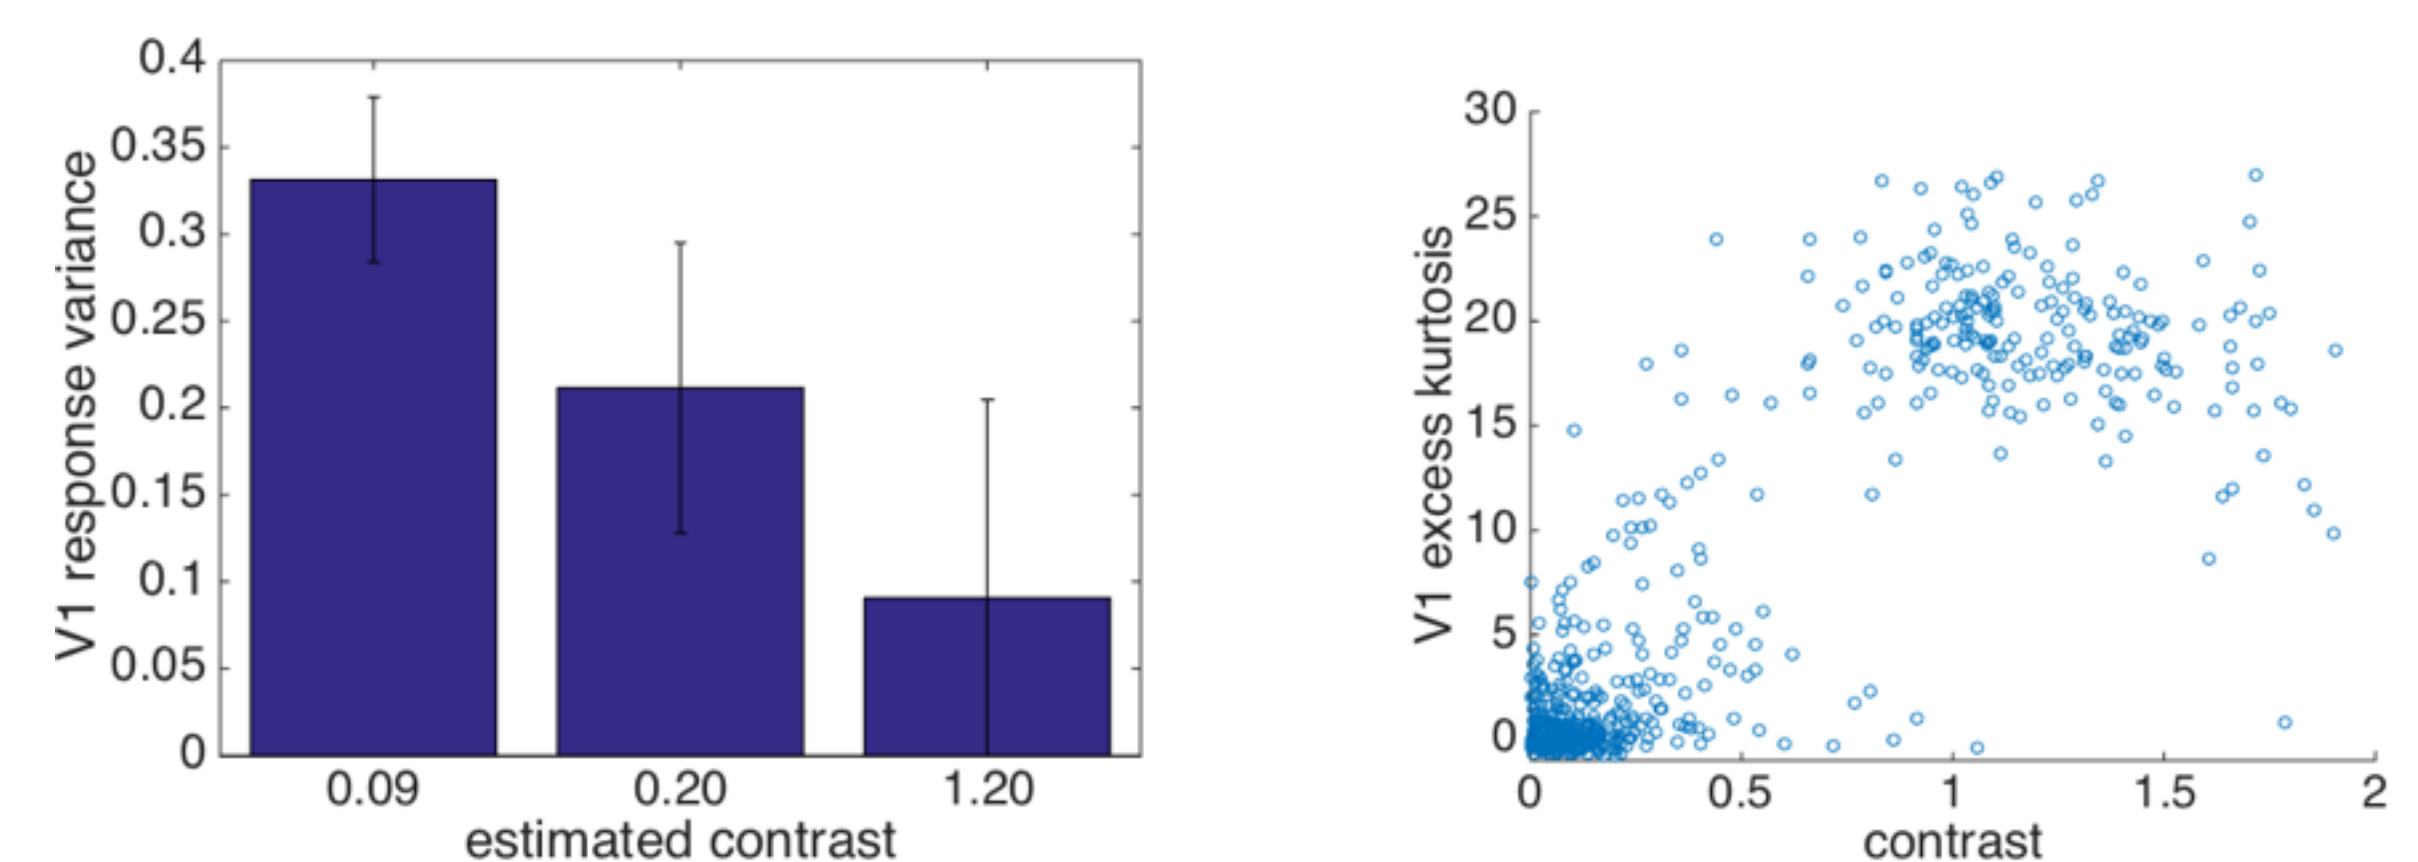 V1 response variance
0.4
0.35
0.3
0.25
0.2
0.15
0.1
0.05
0
0.09 0.20 1.20
estimated contrast
V1 excess kurtosis
30
25
20
15
10
5
0
0 0.5 1 1.5 2
contrast